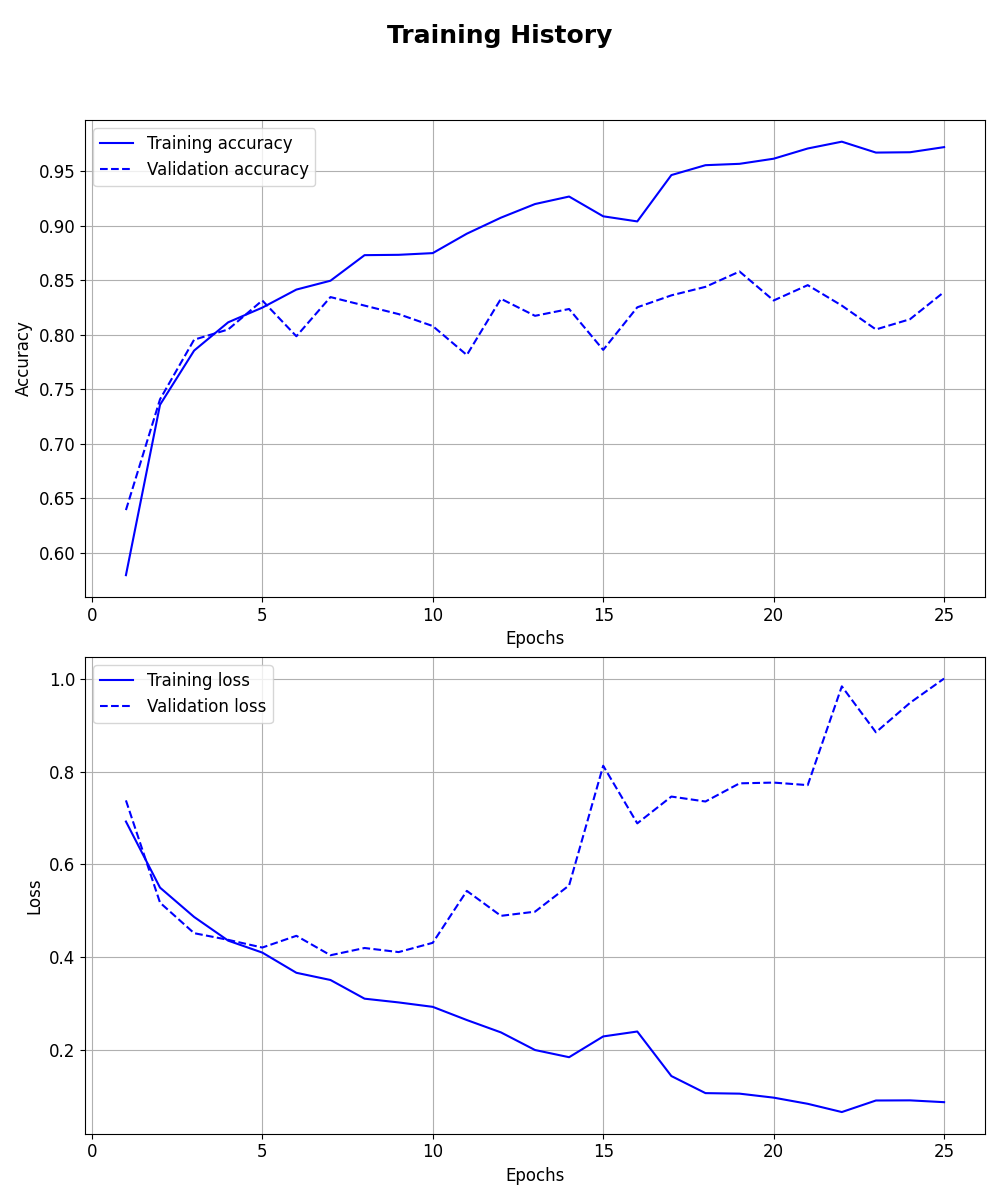 Training History
Training accuracy
Validation accuracy
0.95
0.90
0.85
0.80
0.75
0.70
0.65
0.60
Accuracy
0 5 10 15 20 25
Epochs
Training loss
Validation loss
1.0
0.8
0.6
0.4
0.2
Loss
0 5 10 15 20 25
Epochs